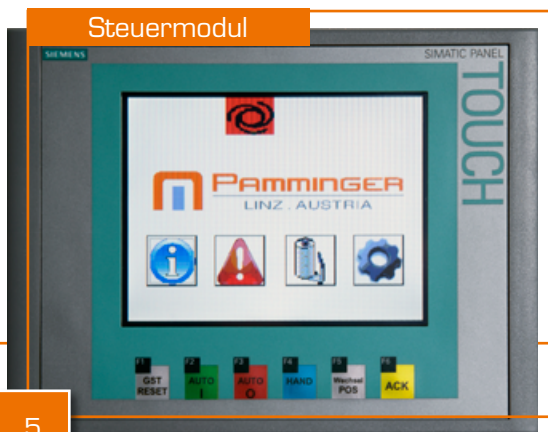 Steuermodul
SIEMENS
SIMATIC PANEL
TOUCH
PAMMINGER
LINZ . AUSTRIA
F1 F2 F3 F4 F5 F6
GST RESET
AUTO I
AUTO O
HAND
Wechsel POS
ACK
5